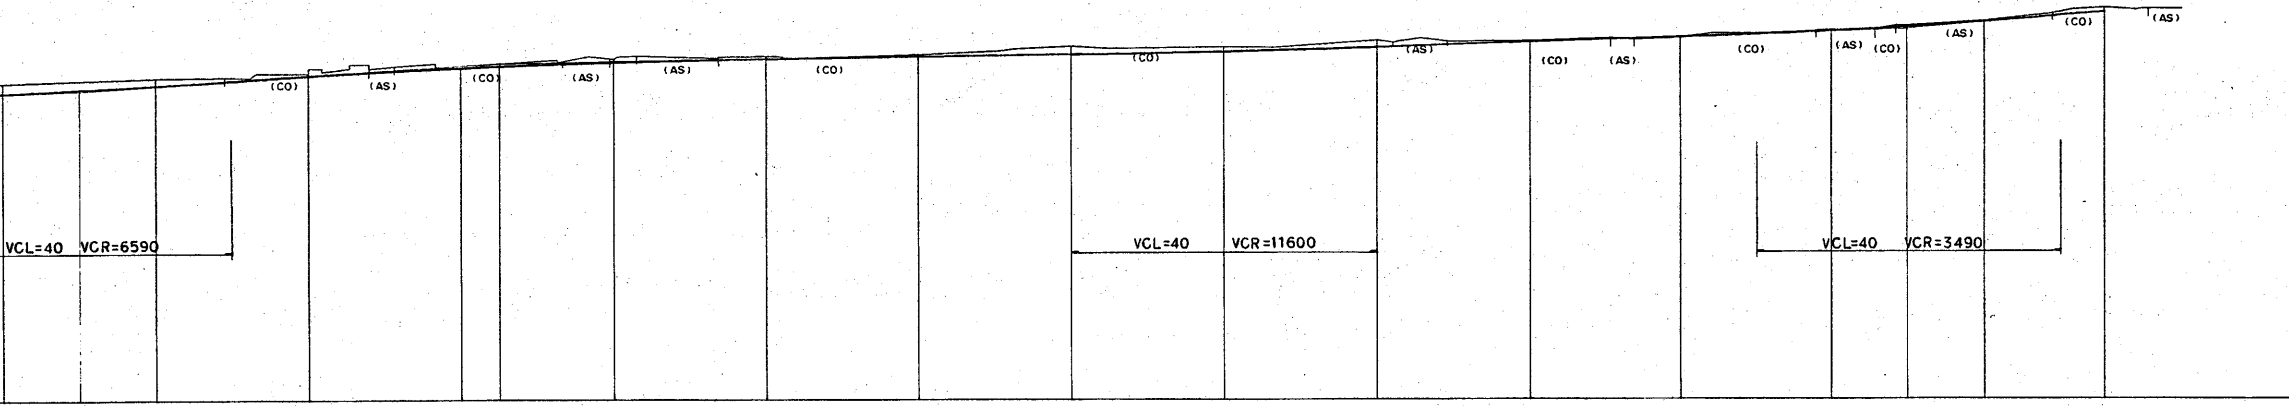 (CO) (AS) (CO) (AS) (AS) (CO) (CO) (AS) (CO) (AS) (CO) (AS) (CO) (AS) (CO) (AS)
VCL=40 VCR=6590 VCL=40 VCR=11600 VCL=40 VCR=3490